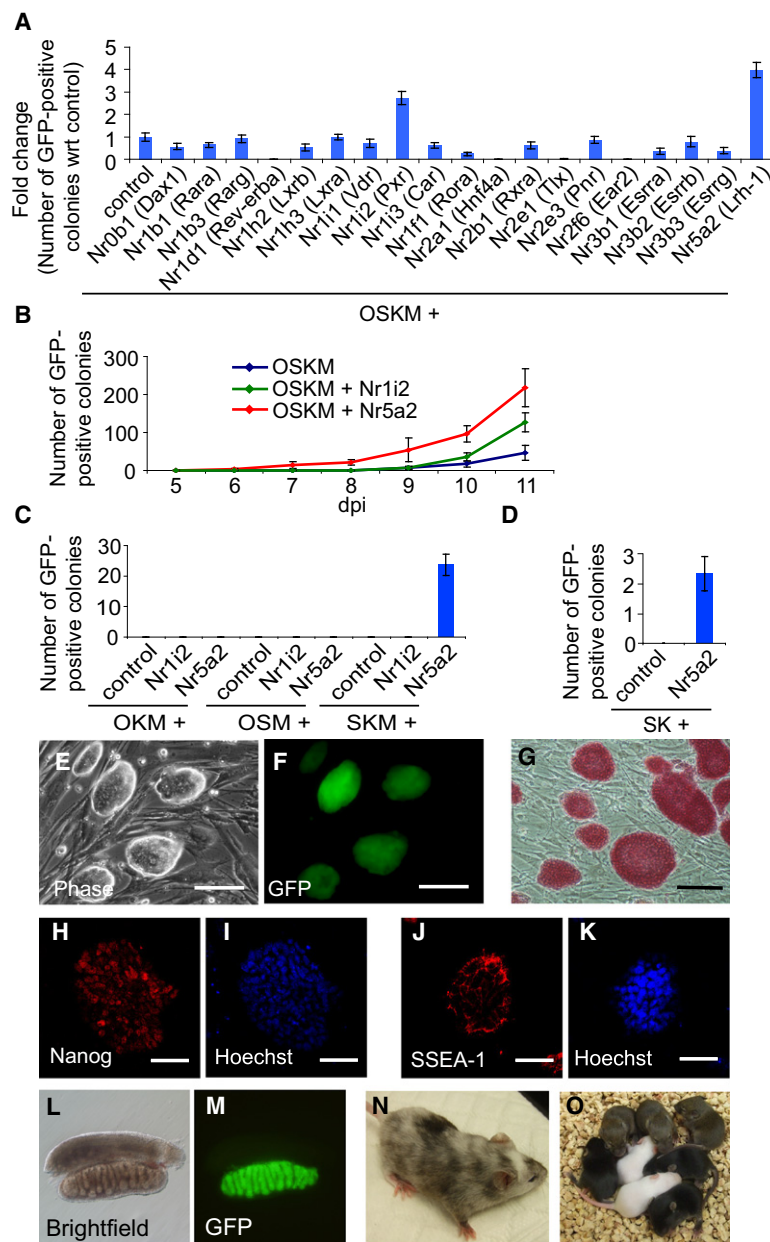 A
Fold change
(Number of GFP-positive
colonies wrt control)
5
4
3
2
1
0
control
Nr0b1 (Dax1)
Nr1b1 (Rara)
Nr1b3 (Rarg)
Nr1d1 (Rev-erba)
Nr1h2 (Lxrb)
Nr1h3 (Lxra)
Nr1i1 (Vdr)
Nr1i2 (Pxr)
Nr1i3 (Car)
Nr1f1 (Rora)
Nr2a1 (Hnf4a)
Nr2b1 (Rxra)
Nr2e1 (Tlx)
Nr2e3 (Pnr)
Nr2f6 (Ear2)
Nr3b1 (Esrra)
Nr3b2 (Esrrb)
Nr3b3 (Esrrg)
Nr5a2 (Lrh-1)
OSKM +
B
Number of GFP-
positive colonies
300
200
100
0
OSKM
OSKM + Nr1i2
OSKM + Nr5a2
5 6 7 8 9 10 11
dpi
C
Number of GFP-
positive colonies
30
20
10
0
control
Nr1i2
Nr5a2
control
Nr1i2
Nr5a2
control
Nr1i2
Nr5a2
OKM + OSM + SKM +
D
Number of GFP-
positive colonies
3
2
1
0
control
Nr5a2
SK +
E
Phase
F
GFP
G
H
Nanog
I
Hoechst
J
SSEA-1
K
Hoechst
L
Brightfield
M
GFP
N
O